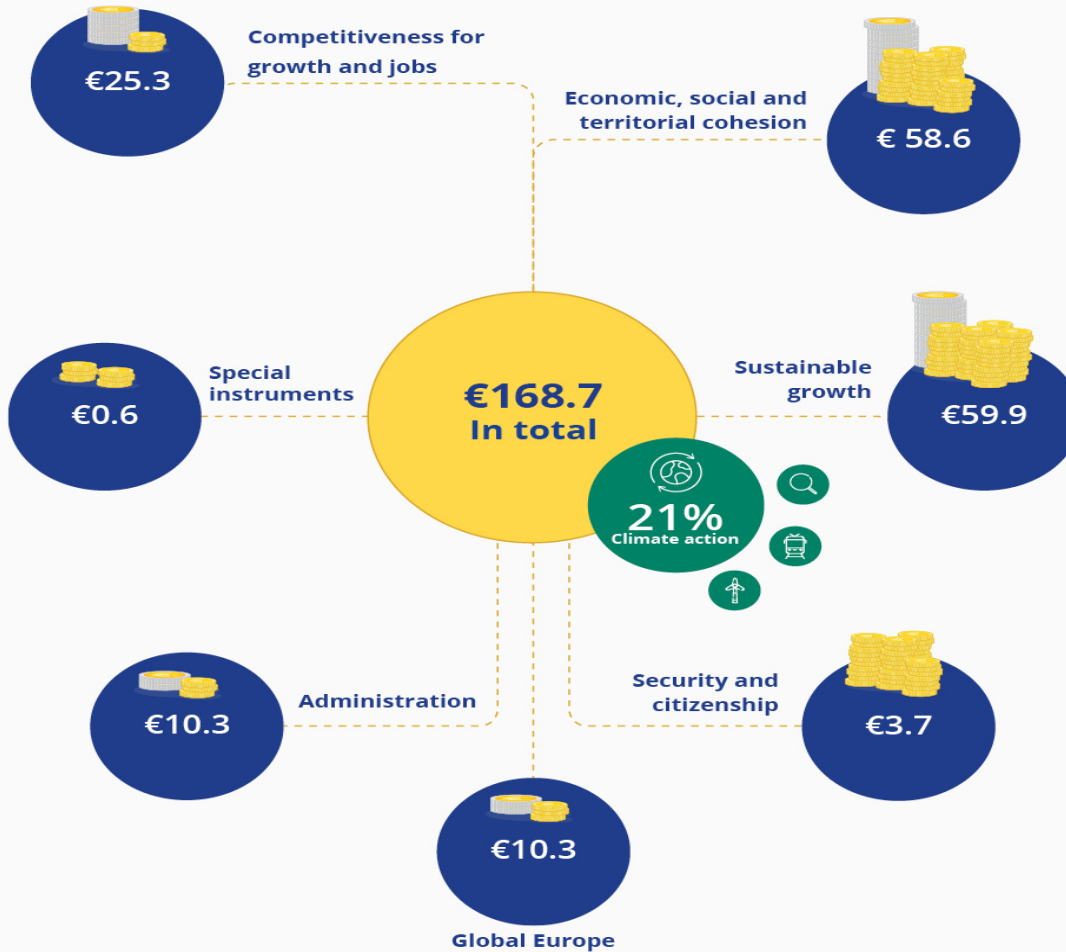 €25.3
Competitiveness for
growth and jobs
Economic, social and
territorial cohesion
€ 58.6
€0.6
Special
instruments
€168.7
In total
Sustainable
growth
€59.9
21%
Climate action
€10.3
Administration
Security and
citizenship
€3.7
€10.3
Global Europe